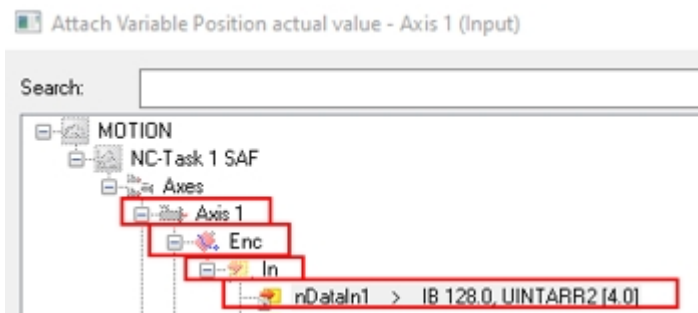 Attach Variable Position actual value - Axis 1 (Input)
Search:
MOTION
NC-Task 1 SAF
Axes
Axis 1
Enc
In
nDataIn1 > IB 128.0, UINTARR2 [4.0]